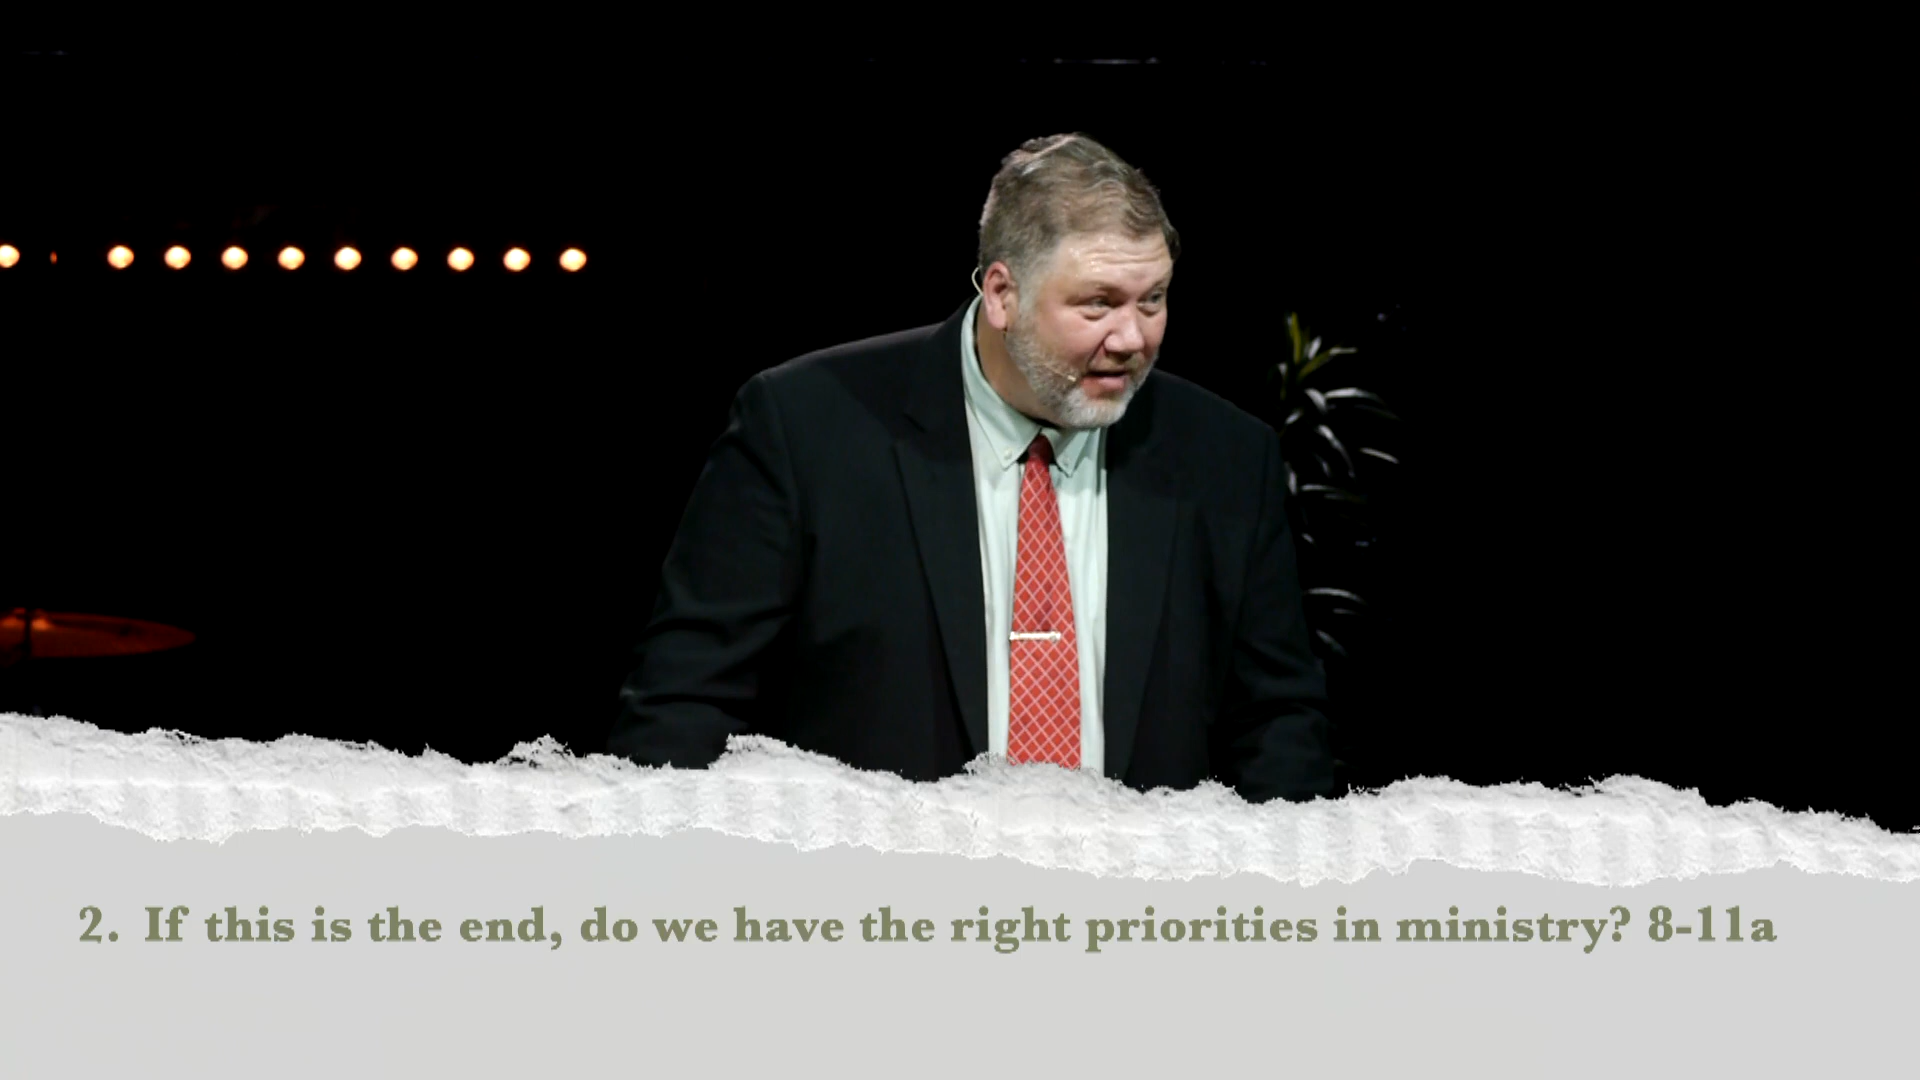 2. If this is the end, do we have the right priorities in ministry? 8-11a